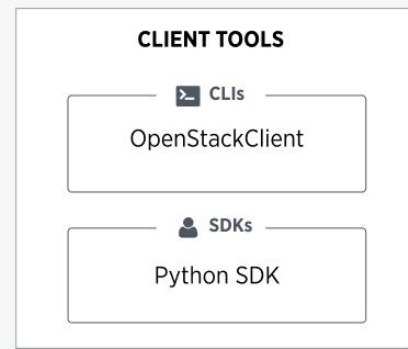 CLIENT TOOLS
CLIs
OpenStackClient
SDKs
Python SDK